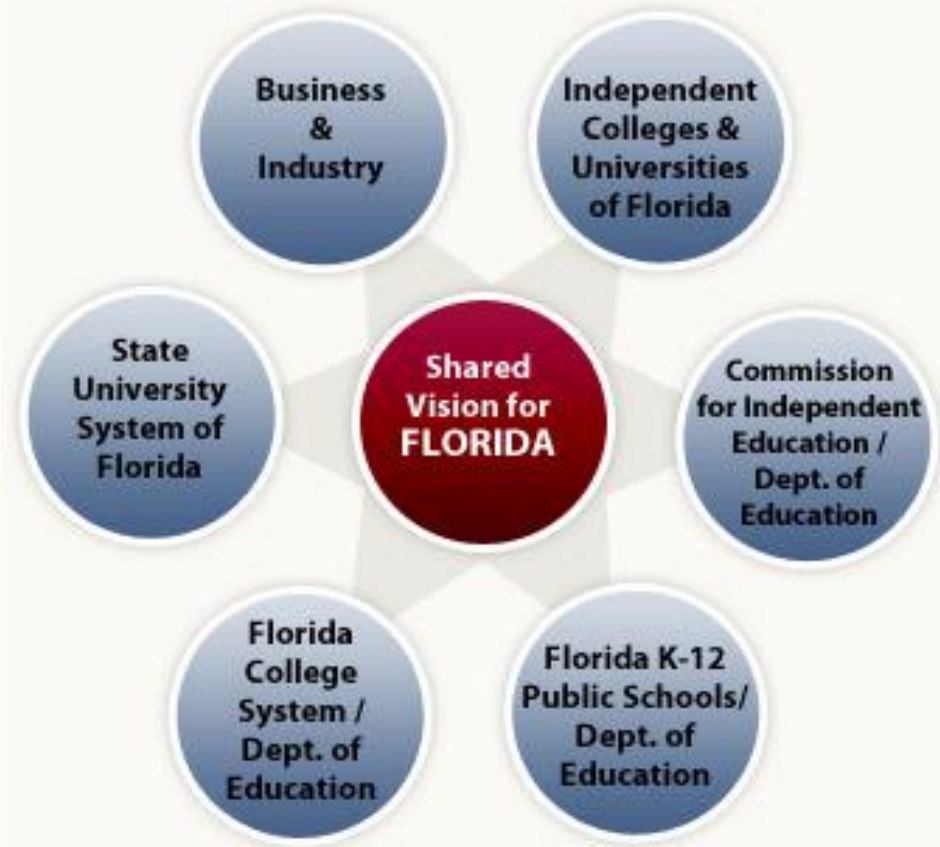 Business
&
Industry
Independent
Colleges &
Universities
of Florida
State
University
System of
Florida
Shared
Vision for
FLORIDA
Commission
for Independent
Education /
Dept. of
Education
Florida
College
System /
Dept. of
Education
Florida K-12
Public Schools/
Dept. of
Education